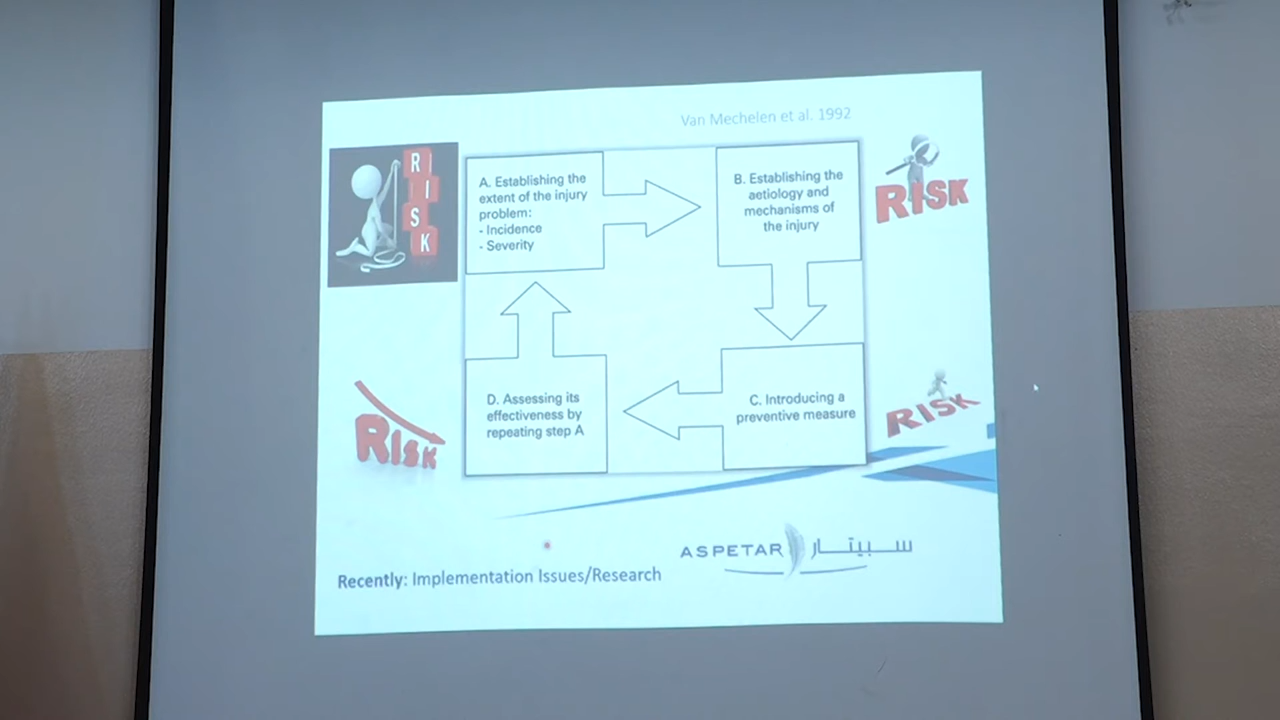 Van Mechelen et al. 1992
R
I
S
K
A. Establishing the
extent of the injury
problem:
- Incidence
- Severity
B. Establishing the
aetiology and
mechanisms of
the injury
RISK
D. Assessing its
effectiveness by
repeating step A
C. Introducing a
preventive measure
RISK
RISK
ASPETAR سبيتار
Recently: Implementation Issues/Research